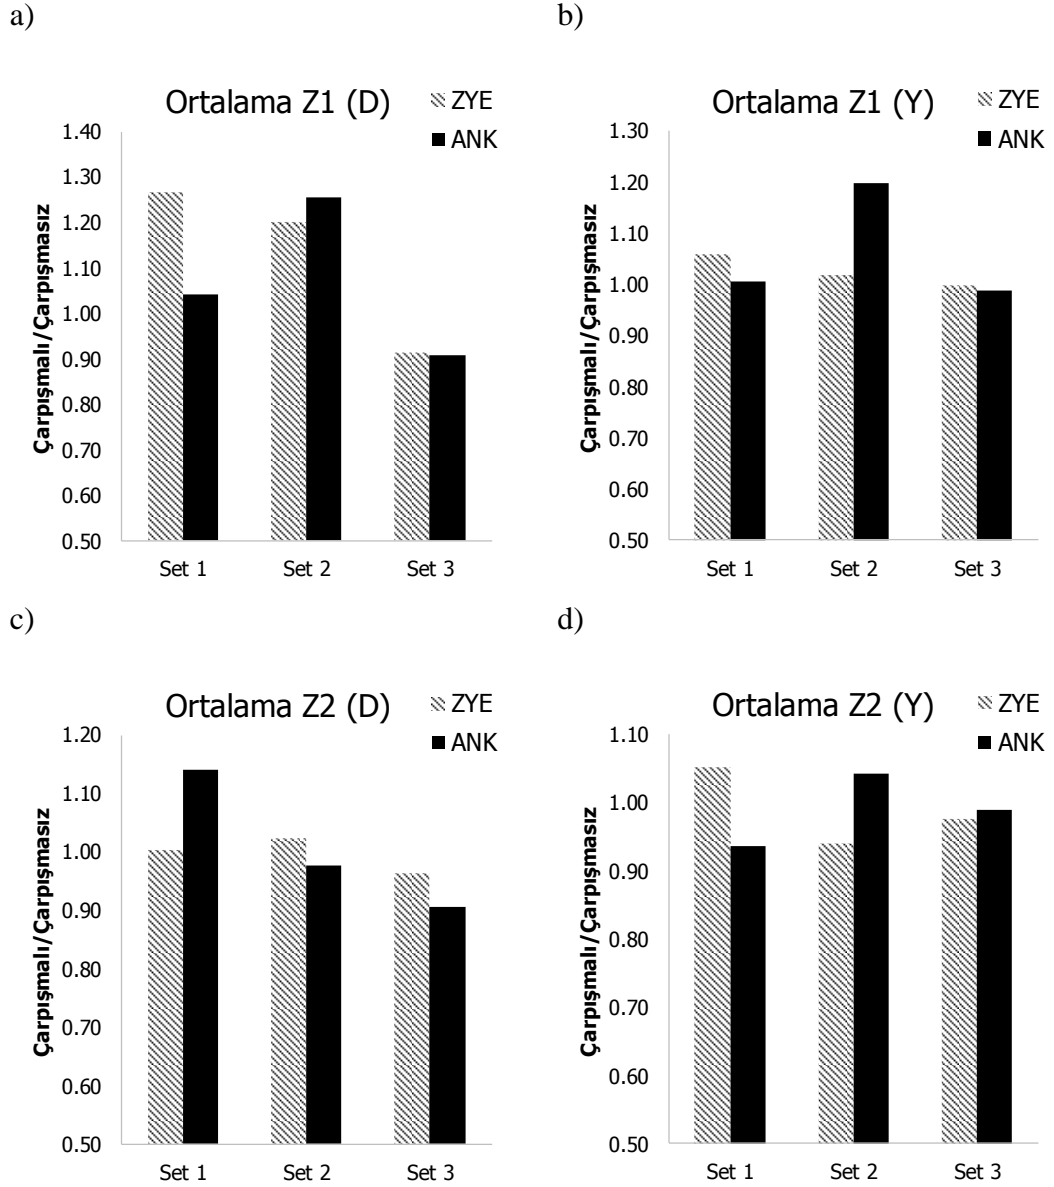 a)
Ortalama Z1 (D)
ZYE
ANK
Çarpışmalı/Çarpışmasız
1.40
1.30
1.20
1.10
1.00
0.90
0.80
0.70
0.60
0.50
Set 1 Set 2 Set 3
b)
Ortalama Z1 (Y)
ZYE
ANK
Çarpışmalı/Çarpışmasız
1.30
1.20
1.10
1.00
0.90
0.80
0.70
0.60
0.50
Set 1 Set 2 Set 3
c)
Ortalama Z2 (D)
ZYE
ANK
Çarpışmalı/Çarpışmasız
1.20
1.10
1.00
0.90
0.80
0.70
0.60
0.50
Set 1 Set 2 Set 3
d)
Ortalama Z2 (Y)
ZYE
ANK
Çarpışmalı/Çarpışmasız
1.10
1.00
0.90
0.80
0.70
0.60
0.50
Set 1 Set 2 Set 3